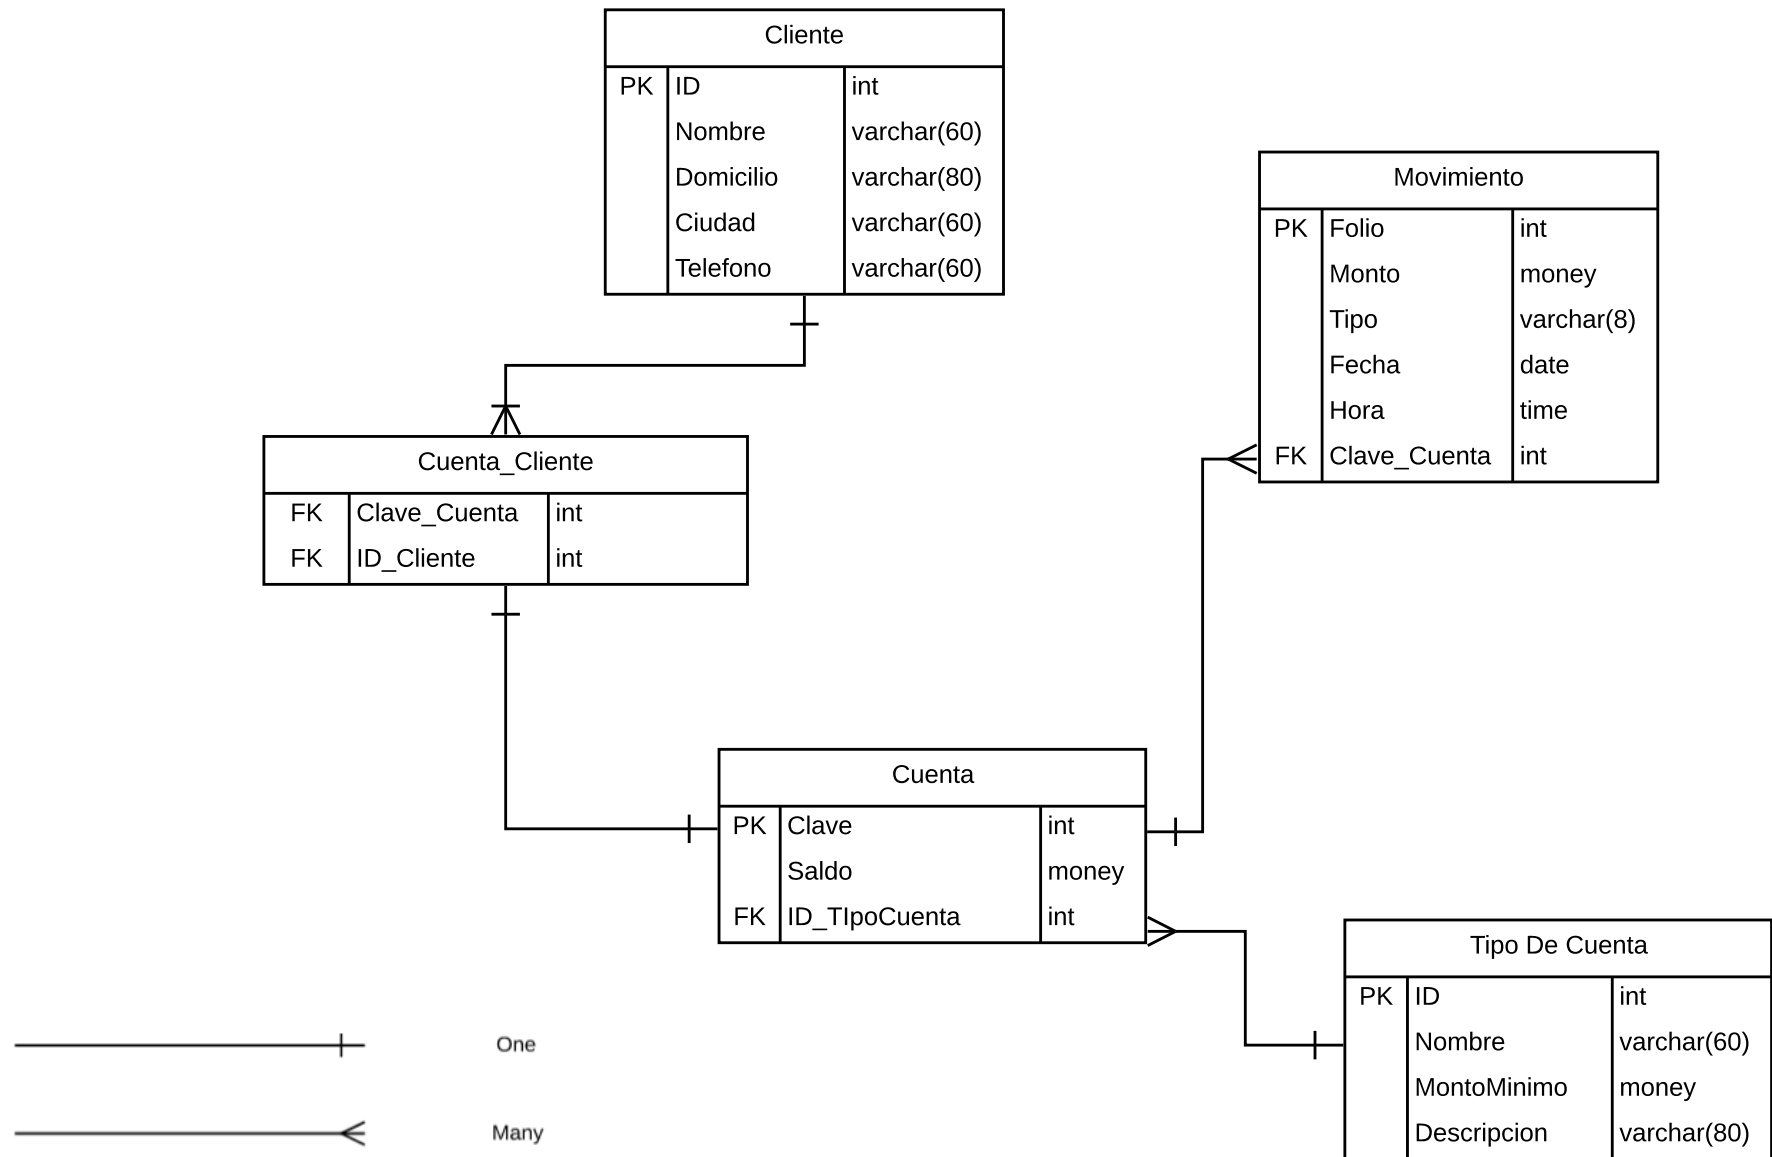 Cliente
PK ID int
Nombre varchar(60)
Domicilio varchar(80)
Ciudad varchar(60)
Telefono varchar(60)
Movimiento
PK Folio int
Monto money
Tipo varchar(8)
Fecha date
Hora time
FK Clave_Cuenta int
Cuenta_Cliente
FK Clave_Cuenta int
FK ID_Cliente int
Cuenta
PK Clave int
Saldo money
FK ID_TIpoCuenta int
Tipo De Cuenta
PK ID int
Nombre varchar(60)
MontoMinimo money
Descripcion varchar(80)
One
Many